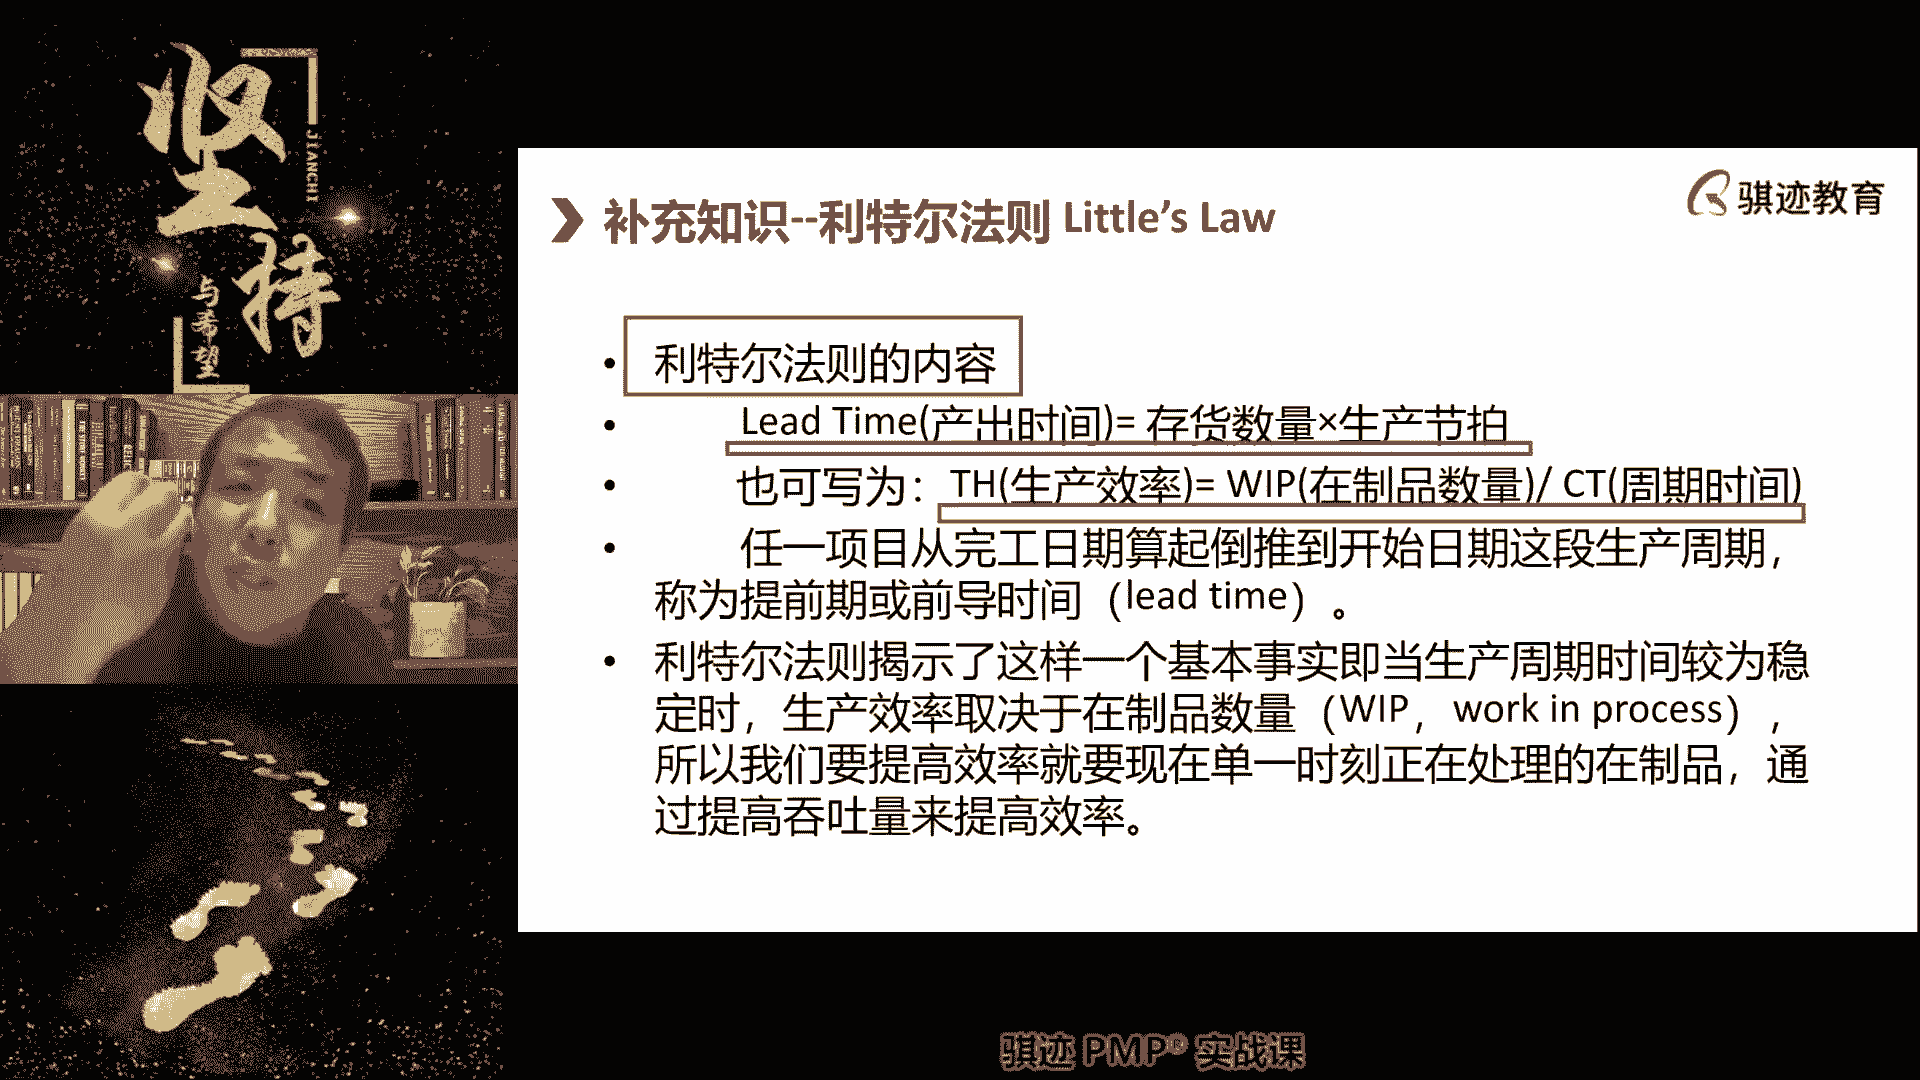 坚持
JIANCHI
与希望
骐迹教育
补充知识--利特尔法则 Little's Law
• 利特尔法则的内容
• Lead Time(产出时间)= 存货数量×生产节拍
• 也可写为：TH(生产效率)= WIP(在制品数量)/ CT(周期时间)
• 任一项目从完工日期算起倒推到开始日期这段生产周期，
称为提前期或前导时间（lead time）。
• 利特尔法则揭示了这样一个基本事实即当生产周期时间较为稳
定时，生产效率取决于在制品数量（WIP，work in process），
所以我们要提高效率就要现在单一时刻正在处理的在制品，通
过提高吞吐量来提高效率。
骐迹 PMP® 实战课